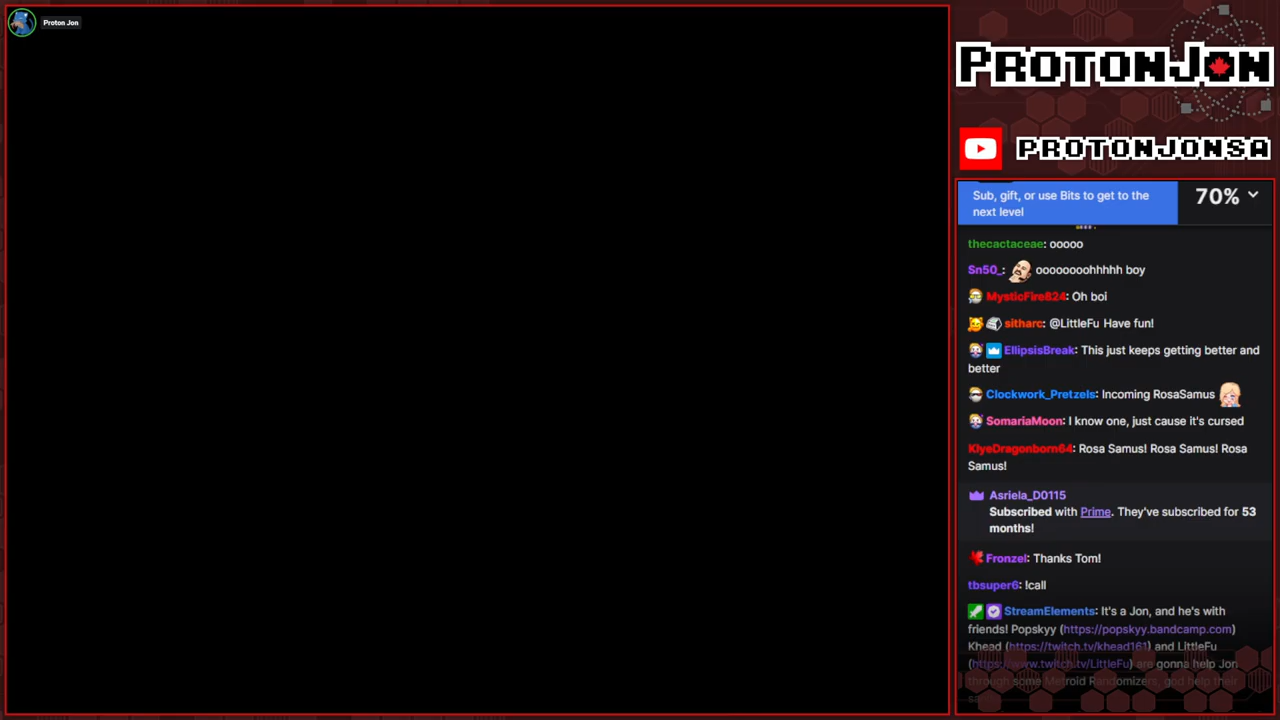 Proton Jon
PROTONJON
PROTONJONSA
Sub, gift, or use Bits to get to the
next level
70%
thecactaceae: ooooo
Sn50_: oooooooohhhhh boy
MysticFire824: Oh boi
sitharc: @LittleFu Have fun!
EllipsisBreak: This just keeps getting better and
better
Clockwork_Pretzels: Incoming RosaSamus
SomariaMoon: I know one, just cause it's cursed
KlyeDragonborn64: Rosa Samus! Rosa Samus! Rosa
Samus!
Asriela_D0115
Subscribed with Prime. They've subscribed for 53
months!
Fronzel: Thanks Tom!
tbsuper6: !call
StreamElements: It's a Jon, and he's with
friends! Popskyy (https://popskyy.bandcamp.com)
Khead (https://twitch.tv/khead161) and LittleFu
(https://www.twitch.tv/LittleFu) are gonna help Jon
through some Metroid Randomizers, god help their